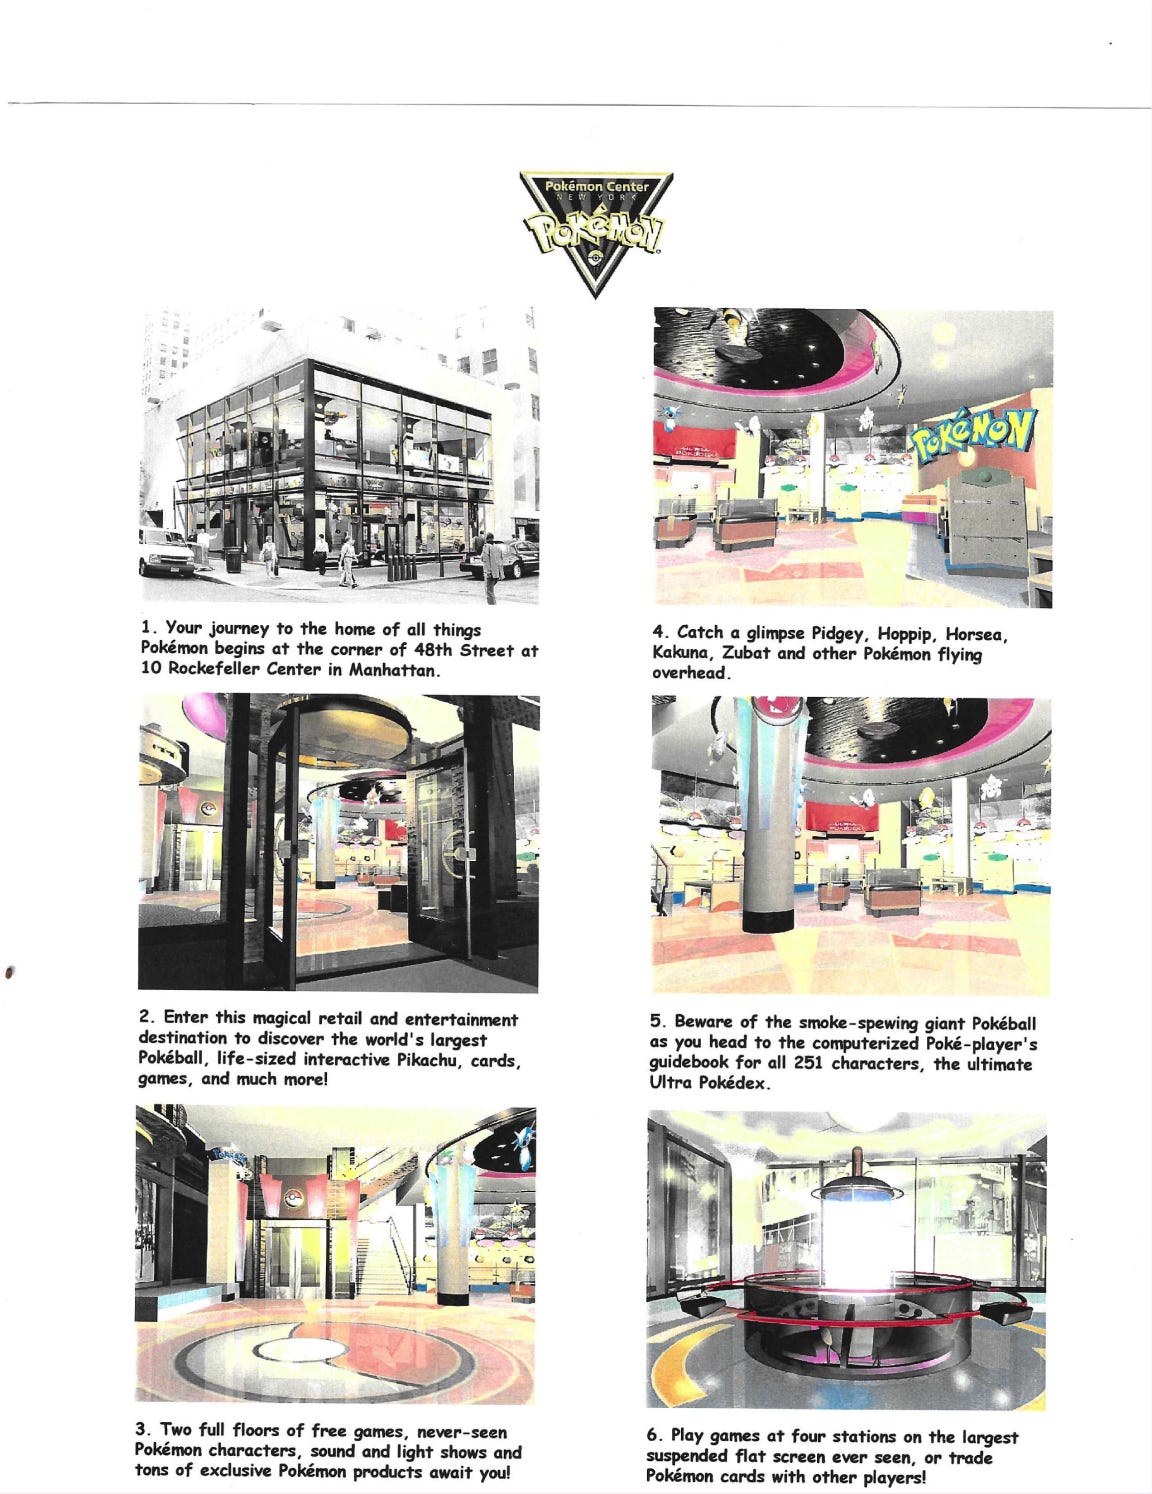 Pokémon Center
NEW YORK
POKéMON
1. Your journey to the home of all things
Pokémon begins at the corner of 48th Street at
10 Rockefeller Center in Manhattan.
2. Enter this magical retail and entertainment
destination to discover the world's largest
Pokéball, life-sized interactive Pikachu, cards,
games, and much more!
POKéMON
3. Two full floors of free games, never-seen
Pokémon characters, sound and light shows and
tons of exclusive Pokémon products await you!
POKéMON
ULTRA
POKéDEX
4. Catch a glimpse Pidgey, Hoppip, Horsea,
Kakuna, Zubat and other Pokémon flying
overhead.
ULTRA
POKéDEX
5. Beware of the smoke-spewing giant Pokéball
as you head to the computerized Poké-player's
guidebook for all 251 characters, the ultimate
Ultra Pokédex.
6. Play games at four stations on the largest
suspended flat screen ever seen, or trade
Pokémon cards with other players!